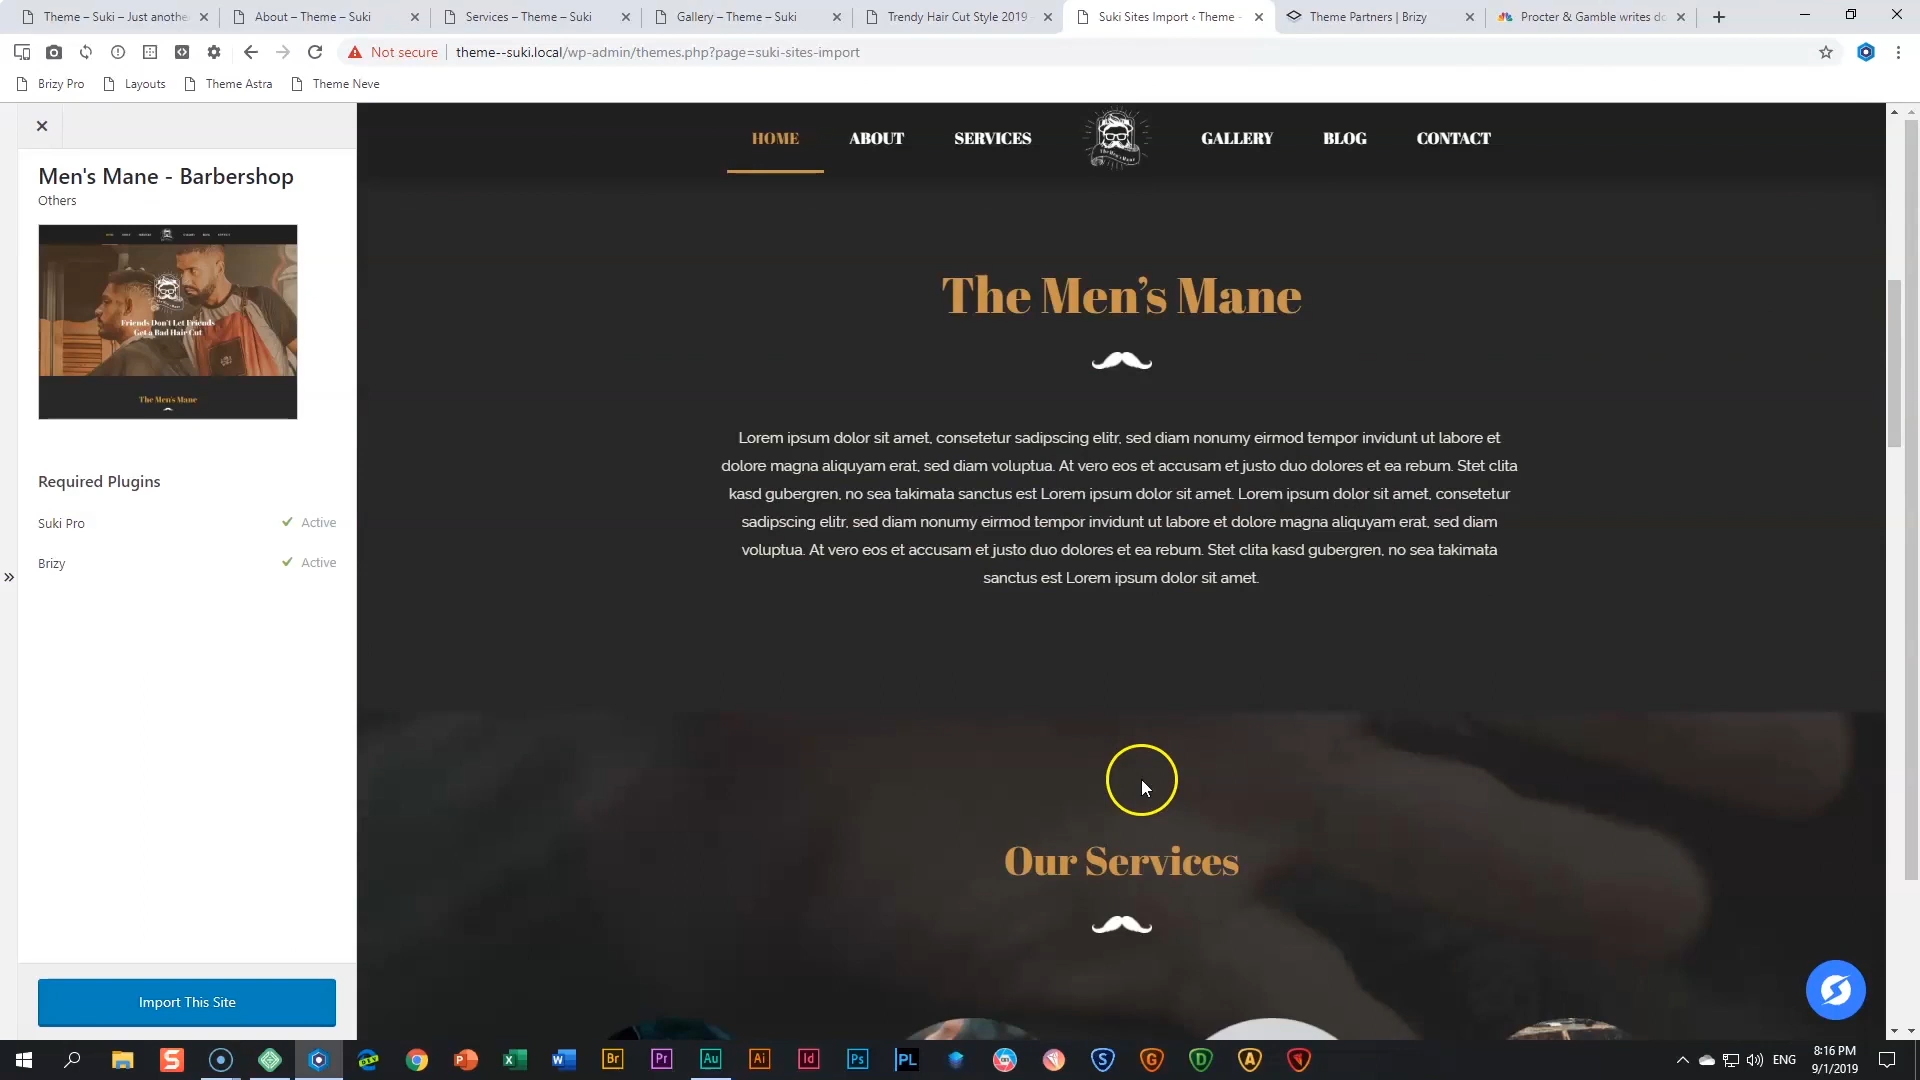 Theme – Suki – Just anothe
About – Theme – Suki
Services – Theme – Suki
Gallery – Theme – Suki
Trendy Hair Cut Style 2019
Suki Sites Import ‹ Theme -
Theme Partners | Brizy
Procter & Gamble writes do
Not secure
theme--suki.local/wp-admin/themes.php?page=suki-sites-import
Brizy Pro
Layouts
Theme Astra
Theme Neve
Men's Mane - Barbershop
Others
Friends Don't Let Friends
Get a Bad Hair Cut
The Men's Mane
Required Plugins
Suki Pro
Active
Brizy
Active
Import This Site
HOME
ABOUT
SERVICES
GALLERY
BLOG
CONTACT
The Men’s Mane
Lorem ipsum dolor sit amet, consetetur sadipscing elitr, sed diam nonumy eirmod tempor invidunt ut labore et
dolore magna aliquyam erat, sed diam voluptua. At vero eos et accusam et justo duo dolores et ea rebum. Stet clita
kasd gubergren, no sea takimata sanctus est Lorem ipsum dolor sit amet. Lorem ipsum dolor sit amet, consetetur
sadipscing elitr, sed diam nonumy eirmod tempor invidunt ut labore et dolore magna aliquyam erat, sed diam
voluptua. At vero eos et accusam et justo duo dolores et ea rebum. Stet clita kasd gubergren, no sea takimata
sanctus est Lorem ipsum dolor sit amet.
Our Services
Br
Pr
Au
Ai
Id
Ps
PL
ENG
8:16 PM
9/1/2019